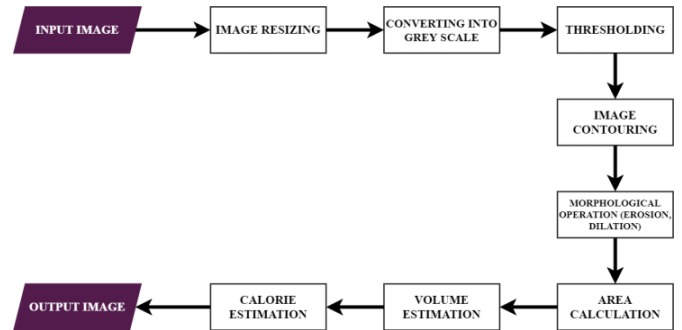 INPUT IMAGE
IMAGE RESIZING
CONVERTING INTO
GREY SCALE
THRESHOLDING
IMAGE
CONTOURING
MORPHOLOGICAL
OPERATION (EROSION,
DILATION)
AREA
CALCULATION
VOLUME
ESTIMATION
CALORIE
ESTIMATION
OUTPUT IMAGE